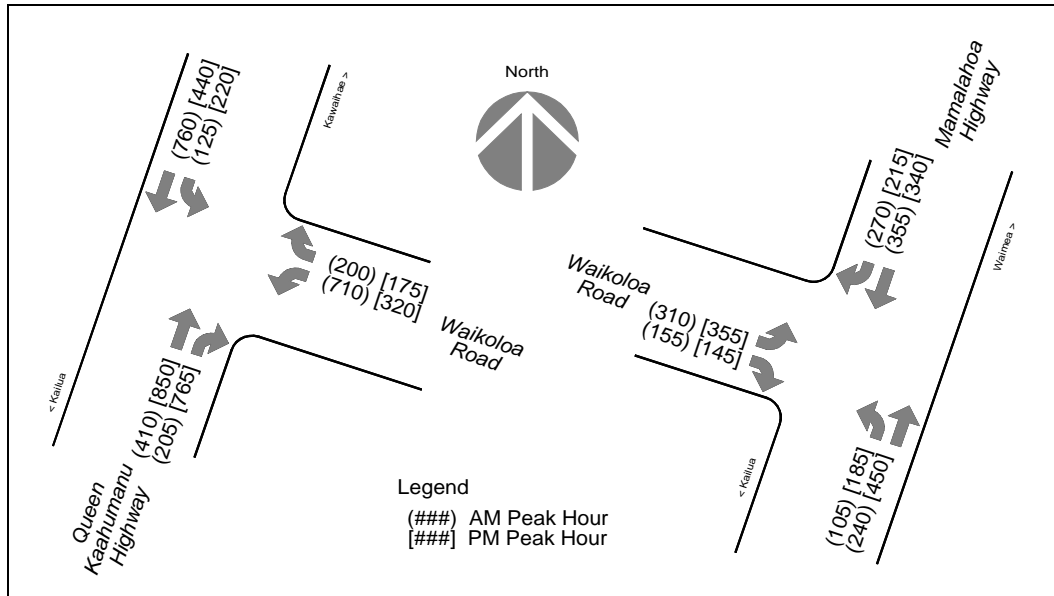 (760) [440]
(125) [220]
Kawaihae >
North
Mamalahoa
Highway
(270) [215]
(355) [340]
Waimea >
(200) [175]
(710) [320]
Waikoloa
Road
Waikoloa
Road
(310) [355]
(155) [145]
< Kailua
(410) [850]
(205) [765]
Queen
Kaahumanu
Highway
Legend
(###) AM Peak Hour
[###] PM Peak Hour
< Kailua
(105) [185]
(240) [450]